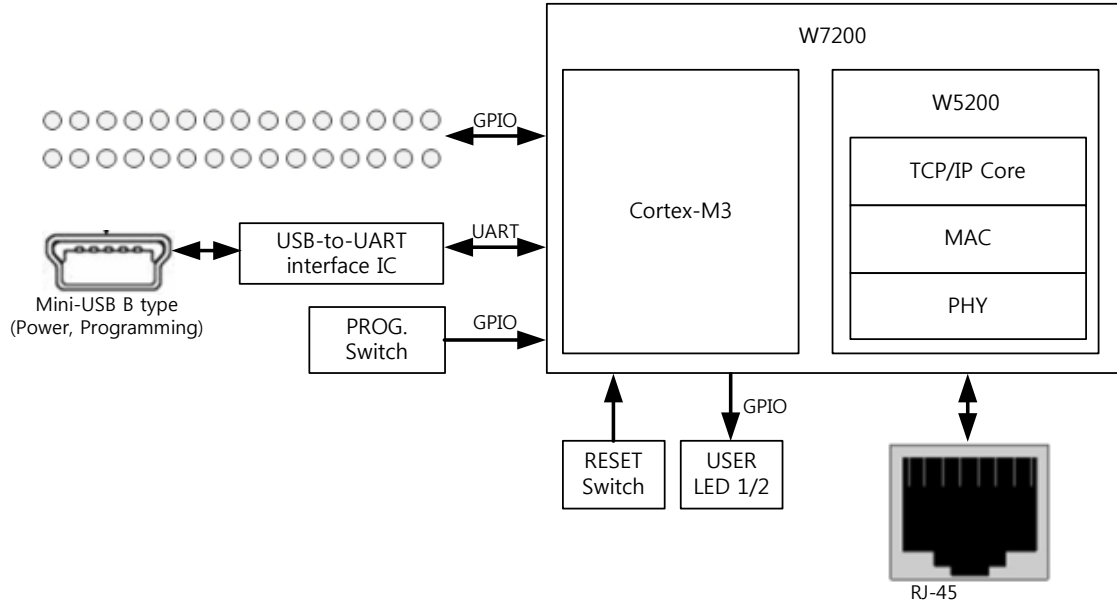 W7200
W5200
TCP/IP Core
MAC
PHY
Cortex-M3
GPIO
UART
USB-to-UART
interface IC
Mini-USB B type
(Power, Programming)
GPIO
PROG.
Switch
GPIO
RESET
Switch
USER
LED 1/2
RJ-45